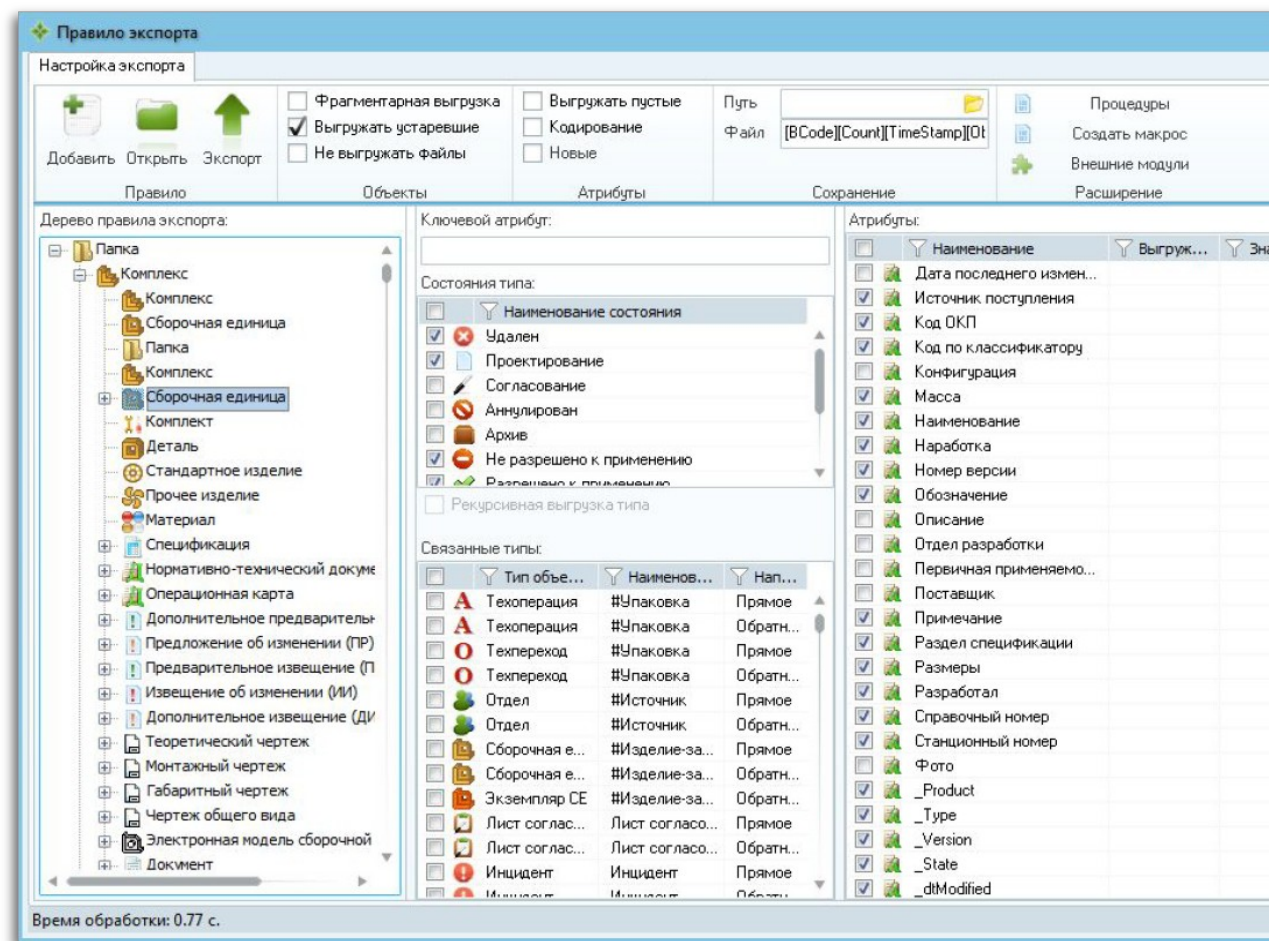 Правило экспорта
Настройка экспорта
Добавить Открыть Экспорт
Правило
Фрагментарная выгрузка
Выгружать устаревшие
Не выгружать файлы
Объекты
Выгружать пустые
Кодирование
Новые
Атрибуты
Путь
Файл [BCode][Count][TimeStamp][Ob
Сохранение
Процедуры
Создать макрос
Внешние модули
Расширение
Дерево правила экспорта:
Папка
Комплекс
Комплекс
Сборочная единица
Папка
Комплекс
Сборочная единица
Комплект
Деталь
Стандартное изделие
Прочее изделие
Материал
Спецификация
Нормативно-технический докуме
Операционная карта
Дополнительное предварительн
Предложение об изменении (ПР)
Предварительное извещение (П
Извещение об изменении (ИИ)
Дополнительное извещение (ДИ
Теоретический чертеж
Монтажный чертеж
Габаритный чертеж
Чертеж общего вида
Электронная модель сборочной
Документ
Ключевой атрибут:
Состояния типа:
Наименование состояния
Удален
Проектирование
Согласование
Аннулирован
Архив
Не разрешено к применению
Разрешено к применению
Рекурсивная выгрузка типа
Связанные типы:
Тип объе... Наименов... Нап...
Техоперация #Упаковка Прямое
Техоперация #Упаковка Обратн...
Техпереход #Упаковка Прямое
Техпереход #Упаковка Обратн...
Отдел #Источник Прямое
Отдел #Источник Обратн...
Сборочная е... #Изделие-за... Прямое
Сборочная е... #Изделие-за... Обратн...
Экземпляр СЕ #Изделие-за... Обратн...
Лист соглас... Лист согласо... Прямое
Лист соглас... Лист согласо... Обратн...
Инцидент Инцидент Прямое
Инцидент Инцидент Обратн...
Атрибуты:
Наименование Выгруж... Зна
Дата последнего измен...
Источник поступления
Код ОКП
Код по классификатору
Конфигурация
Масса
Наименование
Наработка
Номер версии
Обозначение
Описание
Отдел разработки
Первичная применяемо...
Поставщик
Примечание
Раздел спецификации
Размеры
Разработал
Справочный номер
Станционный номер
Фото
_Product
_Type
_Version
_State
_dtModified
Время обработки: 0.77 с.